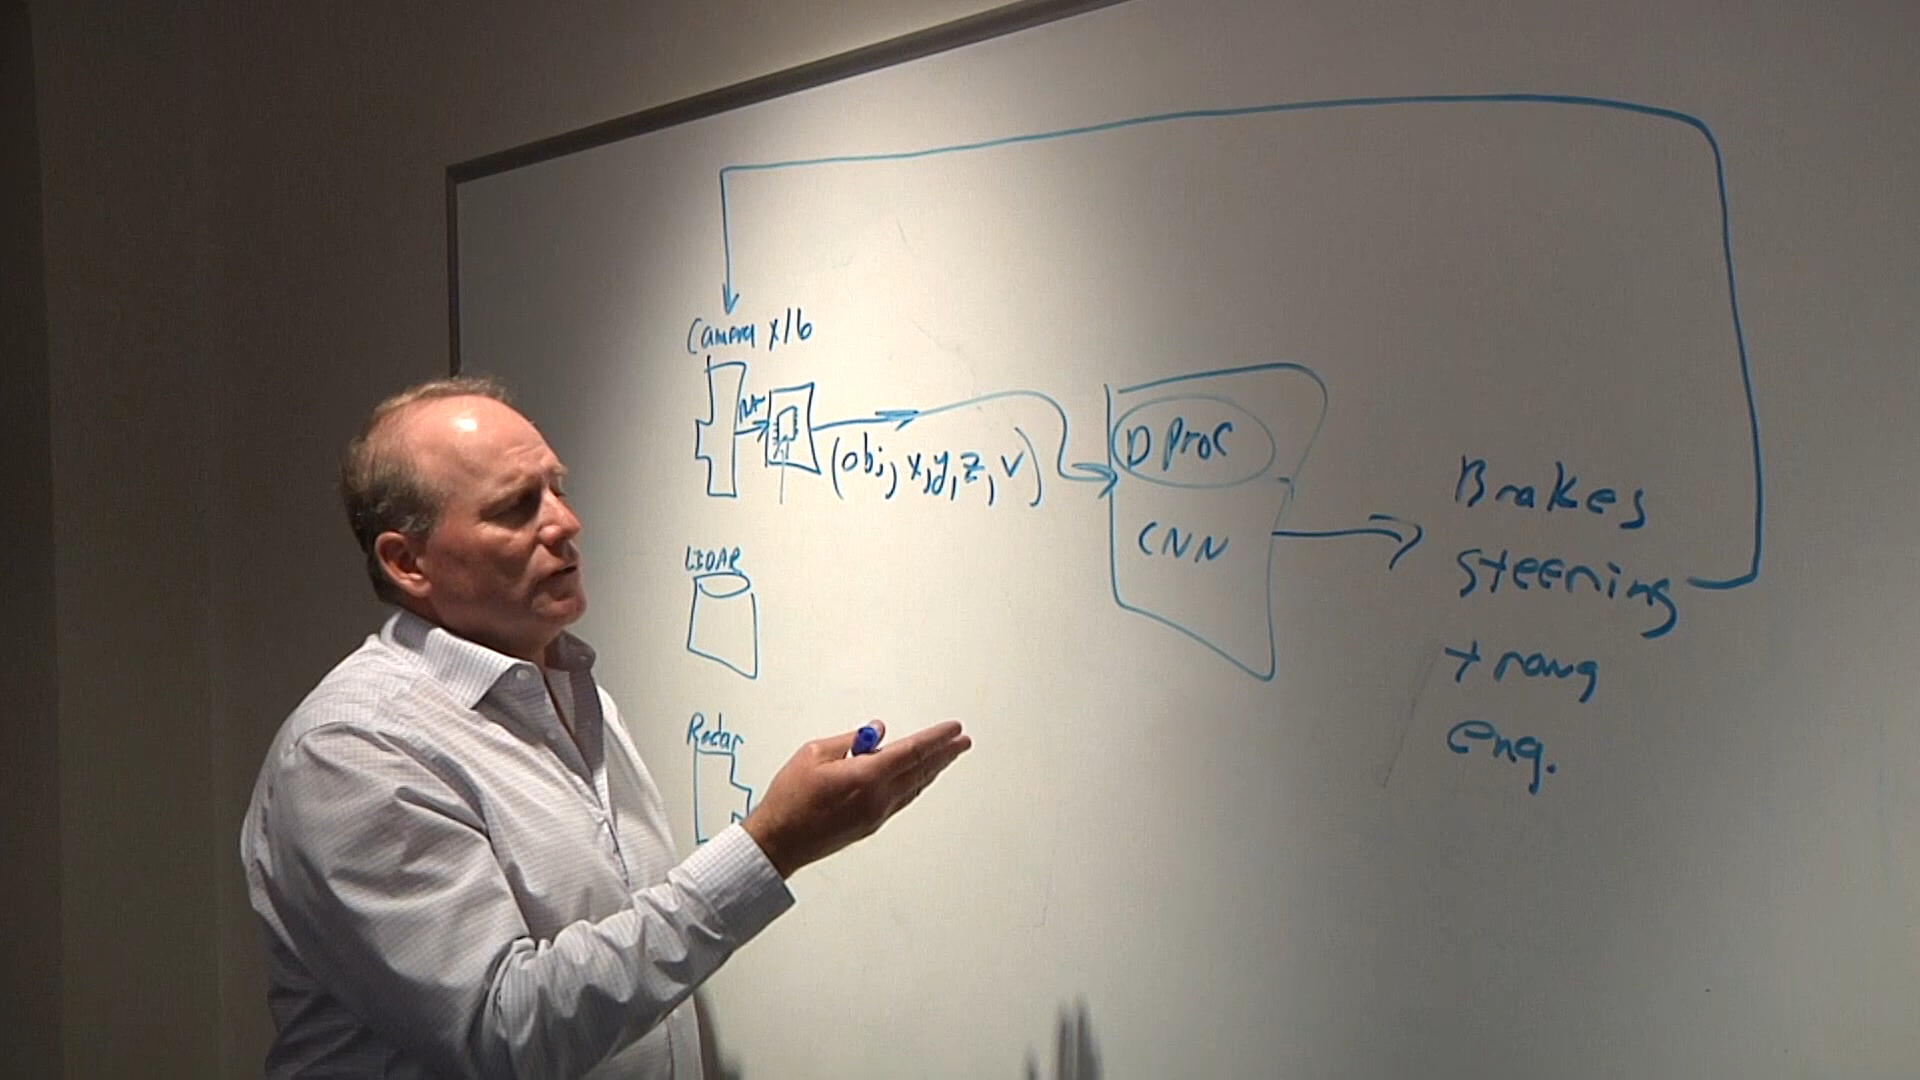 Camera x16
(obj, x,y,z,v)
D Proc
CNN
LIDAR
Radar
Brakes
Steering
trans
eng.